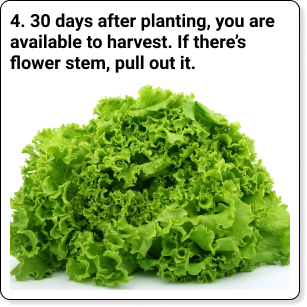 4. 30 days after planting, you are
available to harvest. If there’s
flower stem, pull out it.